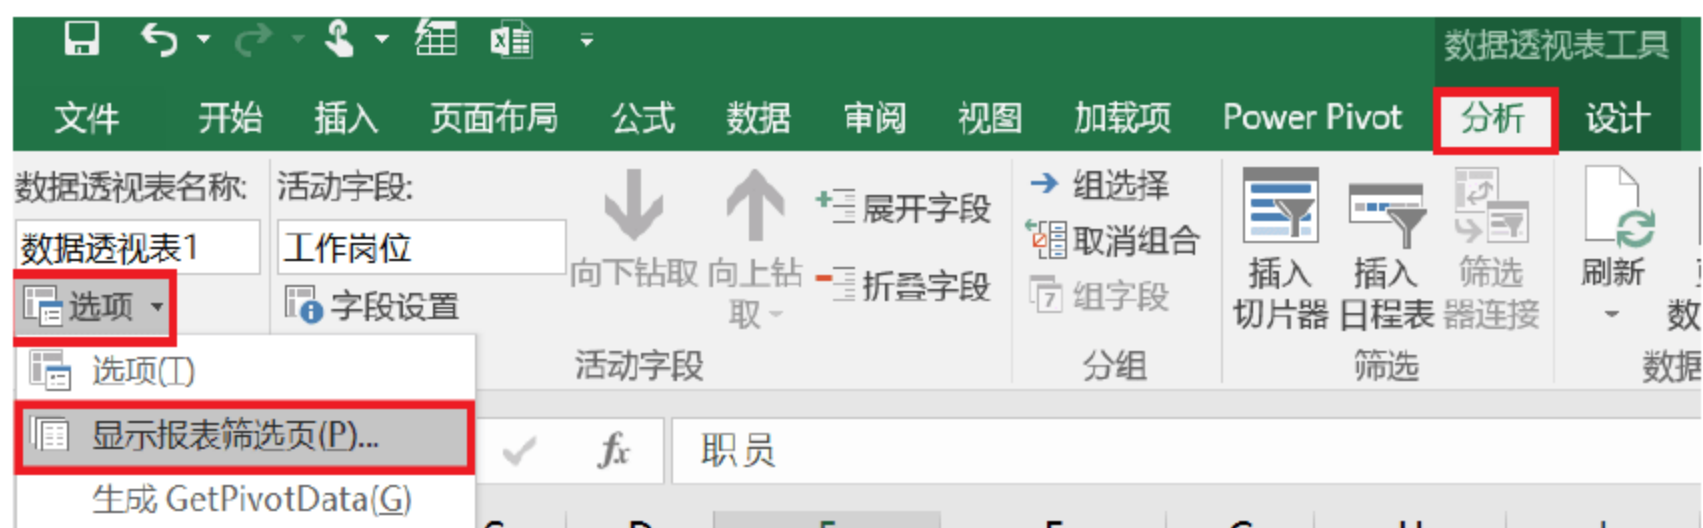 数据透视表工具
文件 开始 插入 页面布局 公式 数据 审阅 视图 加载项 Power Pivot 分析 设计
数据透视表名称:
数据透视表1
选项
活动字段:
工作岗位
字段设置
向下钻取
向上钻
取
展开字段
折叠字段
活动字段
组选择
取消组合
7 组字段
分组
插入
切片器
插入
日程表
筛选
器连接
筛选
刷新
数
数据
选项(T)
显示报表筛选页(P)...
生成 GetPivotData(G)
fx 职员